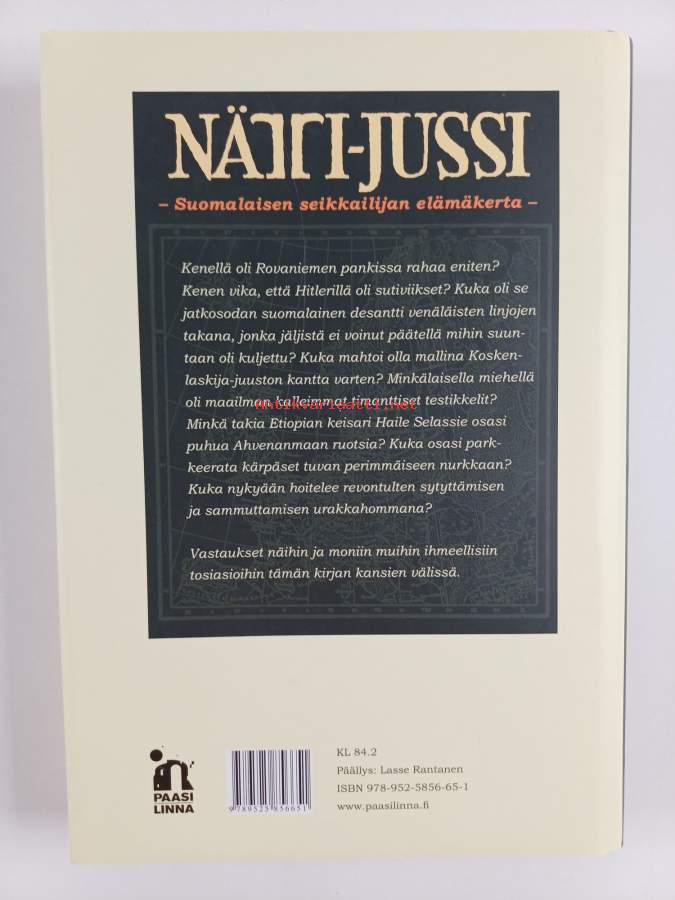 NÄTTI-JUSSI
– Suomalaisen seikkailijan elämäkerta –
Kenellä oli Rovaniemen pankissa rahaa eniten?
Kenen vika, että Hitlerillä oli sutiviikset? Kuka oli se
jatkosodan suomalainen desantti venäläisten linjojen
takana, jonka jäljistä ei voinut päätellä mihin suun-
taan oli kuljettu? Kuka mahtoi olla mallina Kosken-
laskija-juuston kantta varten? Minkälaisella miehellä
oli maailman kalleimmat timanttiset testikkelit?
Antikvariaatti.net
Minkä takia Etiopian keisari Haile Selassie osasi
puhua Ahvenanmaan ruotsia? Kuka osasi park-
keerata kärpäset tuvan perimmäiseen nurkkaan?
Kuka nykyään hoitelee revontulten sytyttämisen
ja sammuttamisen urakkahommana?
Vastaukset näihin ja moniin muihin ihmeellisiin
tosiasioihin tämän kirjan kansien välissä.
PAASI
LINNA
9 789525 856651
KL 84.2
Päällys: Lasse Rantanen
ISBN 978-952-5856-65-1
www.paasilinna.fi